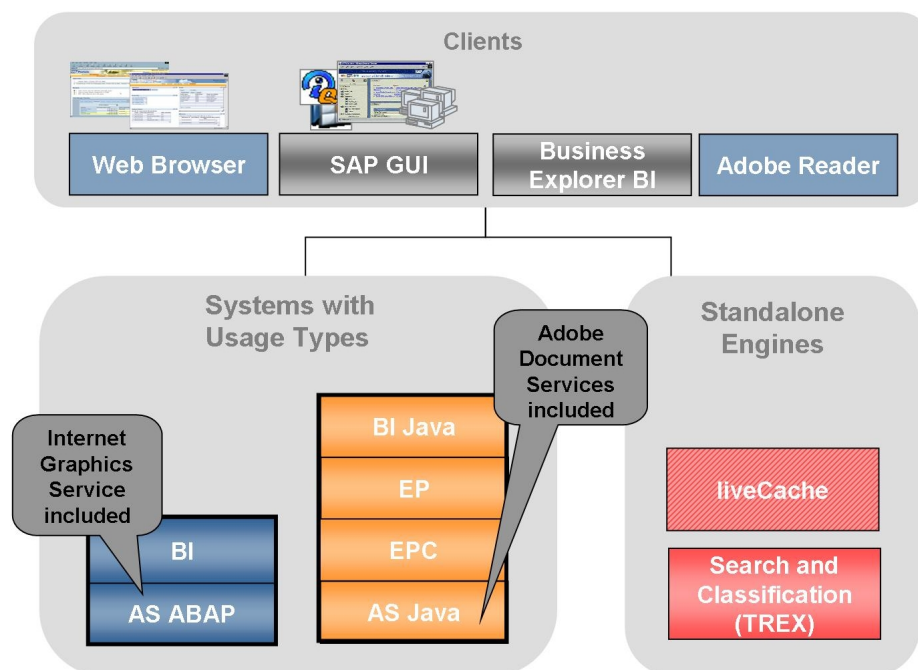 Clients
Web Browser
SAP GUI
Business
Explorer BI
Adobe Reader
Systems with
Usage Types
Standalone
Engines
Adobe
Document
Services
included
Internet
Graphics
Service
included
BI Java
EP
EPC
AS Java
BI
AS ABAP
liveCache
Search and
Classification
(TREX)